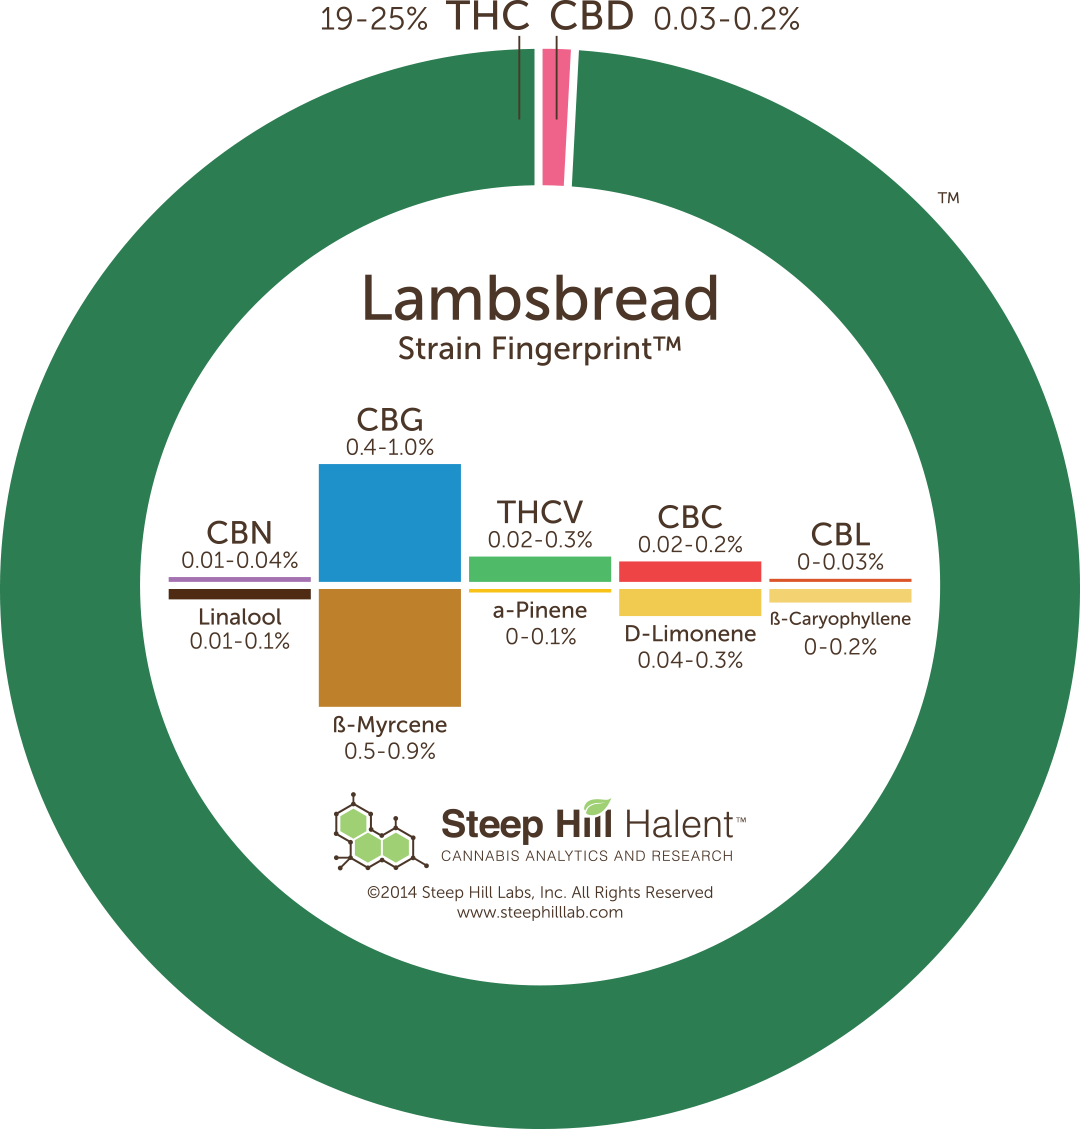 19-25% THC CBD 0.03-0.2%
TM
Lambsbread
Strain Fingerprint™
CBG
0.4-1.0%
CBN
0.01-0.04%
THCV
0.02-0.3%
CBC
0.02-0.2%
CBL
0-0.03%
Linalool
0.01-0.1%
ß-Myrcene
0.5-0.9%
a-Pinene
0-0.1%
D-Limonene
0.04-0.3%
ß-Caryophyllene
0-0.2%
Steep Hill Halent™
CANNABIS ANALYTICS AND RESEARCH
©2014 Steep Hill Labs, Inc. All Rights Reserved
www.steephilllab.com